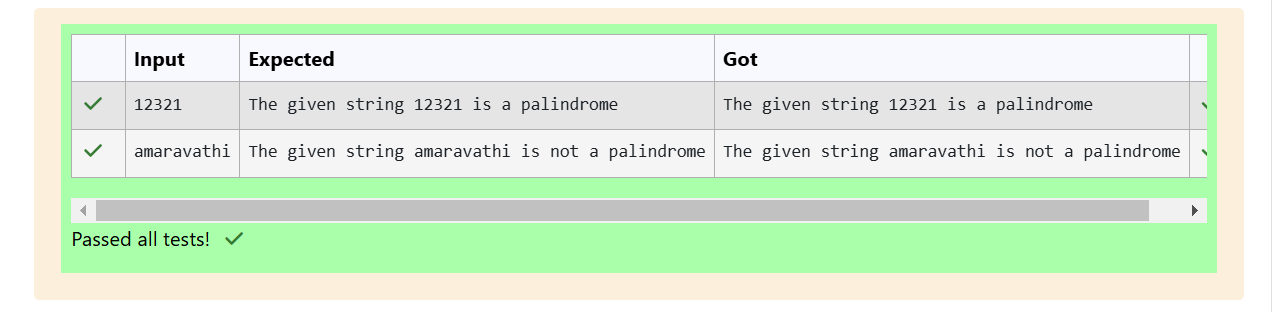 Input Expected Got
12321 The given string 12321 is a palindrome The given string 12321 is a palindrome
amaravathi The given string amaravathi is not a palindrome The given string amaravathi is not a palindrome
Passed all tests!